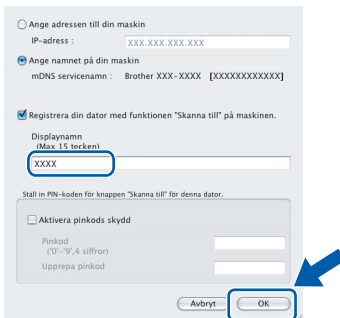 Ange adressen till din maskin
IP-adress : XXX.XXX.XXX.XXX
Ange namnet på din maskin
mDNS servicenamn : Brother XXX-XXXX [XXXXXXXXXXXX]
Registrera din dator med funktionen "Skanna till" på maskinen.
Displaynamn
(Max 15 tecken)
XXXX
Ställ in PIN-koden för knappen "Skanna till" för denna dator.
Aktivera pinkods skydd
Pinkod
('0'-'9',4 siffror)
Upprepa pinkod
Avbryt OK